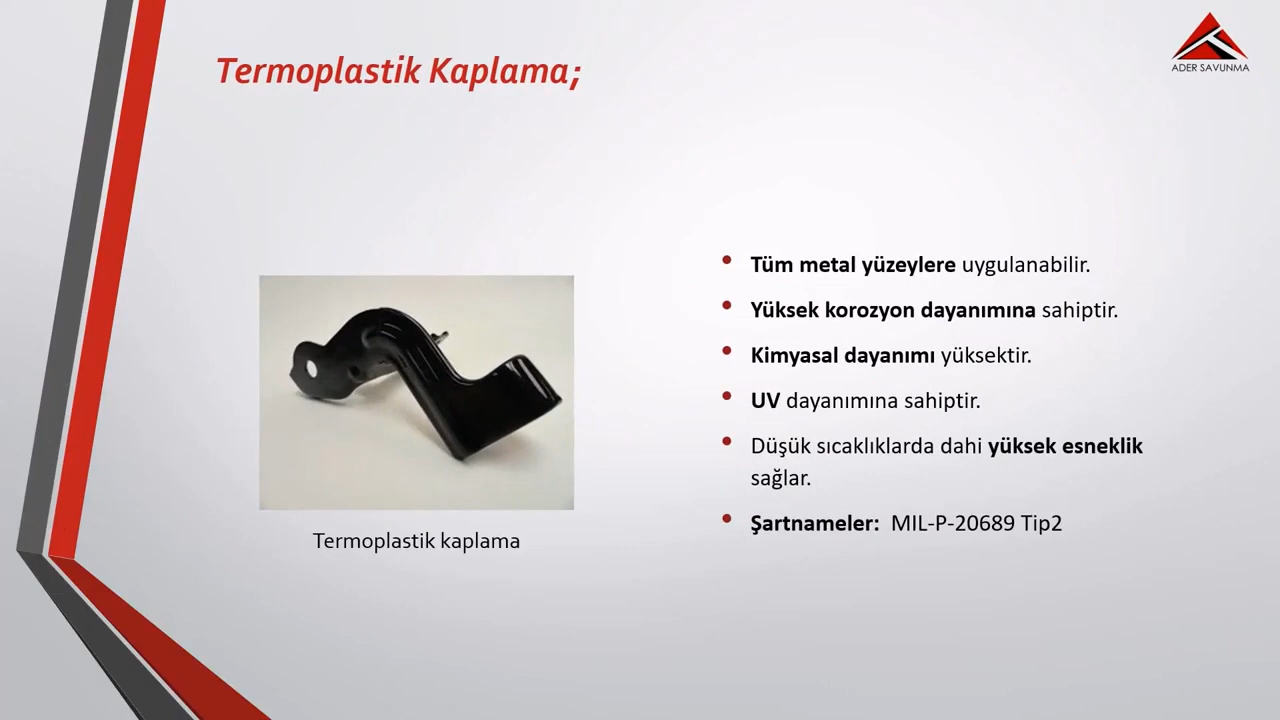 Termoplastik Kaplama;
ADER SAVUNMA
Tüm metal yüzeylere uygulanabilir.
Yüksek korozyon dayanımına sahiptir.
Kimyasal dayanımı yüksektir.
UV dayanımına sahiptir.
Düşük sıcaklıklarda dahi yüksek esneklik
sağlar.
Şartnameler: MIL-P-20689 Tip2
Termoplastik kaplama